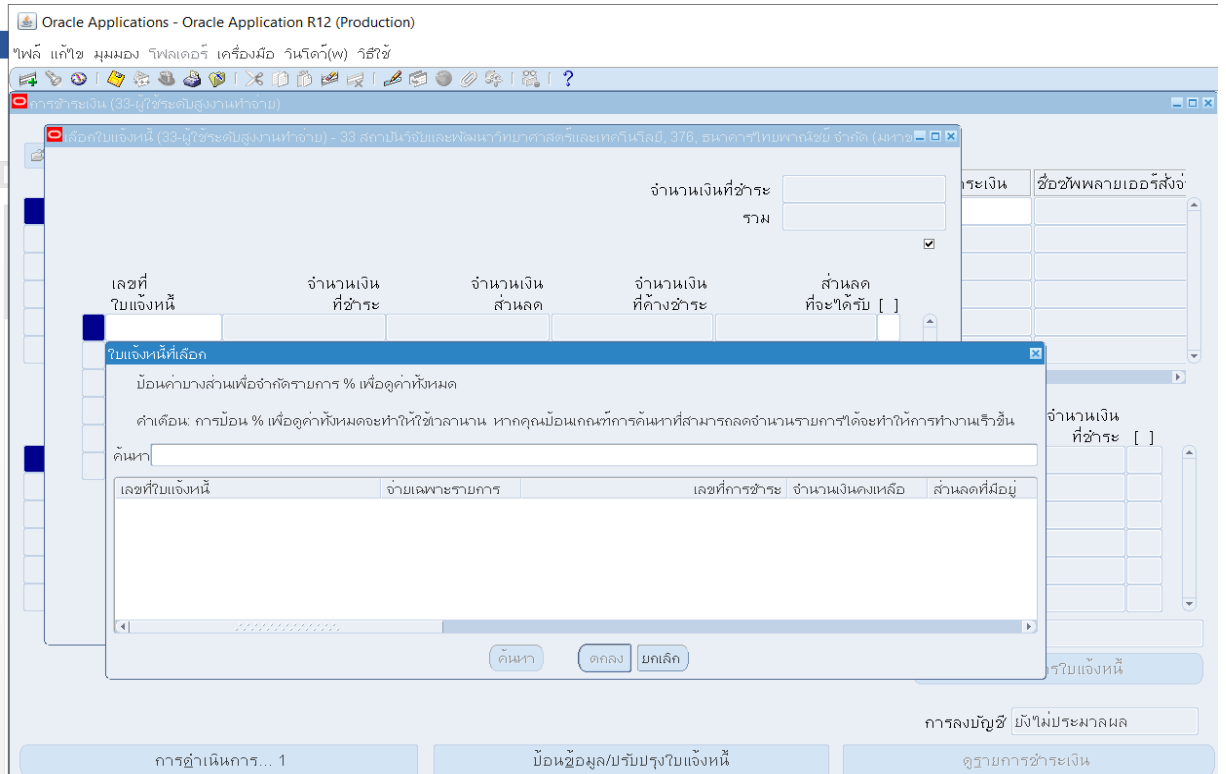 Oracle Applications - Oracle Application R12 (Production)
ไฟล์ แก้ไข มุมมอง โฟลเดอร์ เครื่องมือ วินโดว์(w) วิธีใช้
การชำระเงิน (33-ผู้ใช้ระดับสูงงานทำจ่าย)
เลือกใบแจ้งหนี้ (33-ผู้ใช้ระดับสูงงานทำจ่าย) - 33 สถาบันวิจัยและพัฒนาวิทยาศาสตร์และเทคโนโลยี, 376, ธนาคารไทยพาณิชย์ จำกัด (มหาช
จำนวนเงินที่ชำระ
รวม
าระเงิน ชื่อซัพพลายเออร์สั่งจ่
เลขที่ใบแจ้งหนี้ จำนวนเงินที่ชำระ จำนวนเงินส่วนลด จำนวนเงินที่ค้างชำระ ส่วนลดที่จะได้รับ [ ]
ใบแจ้งหนี้ที่เลือก
ป้อนค่าบางส่วนเพื่อจำกัดรายการ % เพื่อดูค่าทั้งหมด
คำเตือน: การป้อน % เพื่อดูค่าทั้งหมดจะทำให้ใช้เวลานาน หากคุณป้อนเกณฑ์การค้นหาที่สามารถลดจำนวนรายการได้จะทำให้การทำงานเร็วขึ้น
จำนวนเงินที่ชำระ [ ]
ค้นหา
เลขที่ใบแจ้งหนี้ จ่ายเฉพาะรายการ เลขที่การชำระ จำนวนเงินคงเหลือ ส่วนลดที่มีอยู่
ค้นหา ตกลง ยกเลิก
ารใบแจ้งหนี้
การลงบัญชี ยังไม่ประมวลผล
การดำเนินการ... 1 ป้อนข้อมูล/ปรับปรุงใบแจ้งหนี้ ดูรายการชำระเงิน